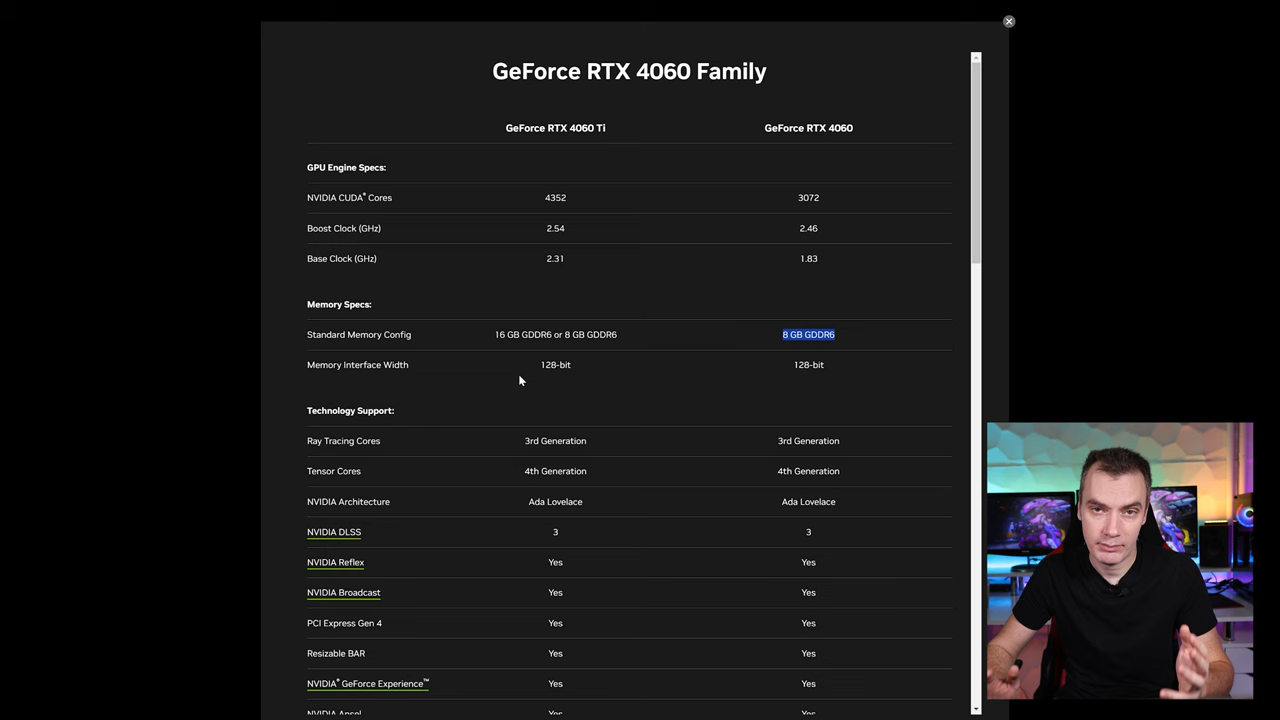 GeForce RTX 4060 Family
GeForce RTX 4060 Ti GeForce RTX 4060
GPU Engine Specs:
NVIDIA CUDA® Cores 4352 3072
Boost Clock (GHz) 2.54 2.46
Base Clock (GHz) 2.31 1.83
Memory Specs:
Standard Memory Config 16 GB GDDR6 or 8 GB GDDR6 8 GB GDDR6
Memory Interface Width 128-bit 128-bit
Technology Support:
Ray Tracing Cores 3rd Generation 3rd Generation
Tensor Cores 4th Generation 4th Generation
NVIDIA Architecture Ada Lovelace Ada Lovelace
NVIDIA DLSS 3 3
NVIDIA Reflex Yes Yes
NVIDIA Broadcast Yes Yes
PCI Express Gen 4 Yes Yes
Resizable BAR Yes Yes
NVIDIA® GeForce Experience™ Yes Yes
NVIDIA Ansel Yes Yes